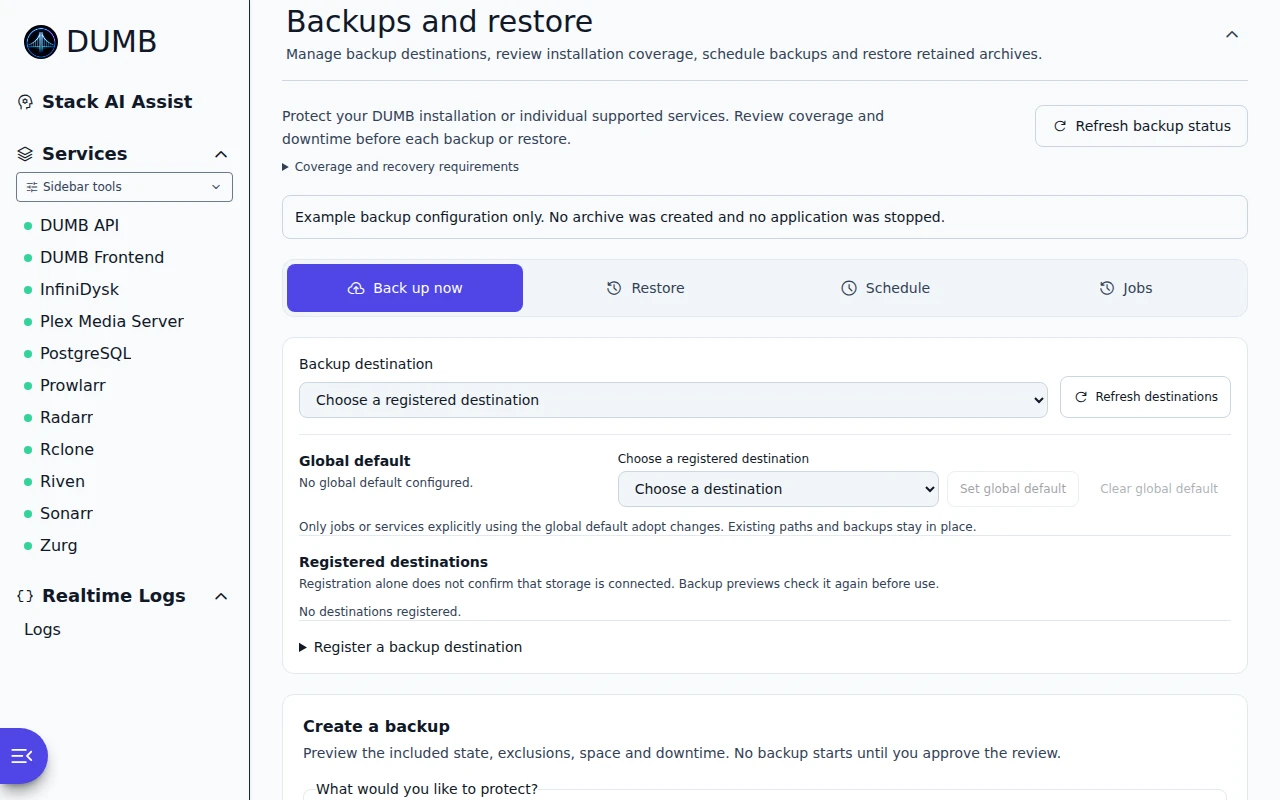 DUMB
Stack AI Assist
Services
Sidebar tools
DUMB API
DUMB Frontend
InfiniDysk
Plex Media Server
PostgreSQL
Prowlarr
Radarr
Rclone
Riven
Sonarr
Zurg
Realtime Logs
Logs
Backups and restore
Manage backup destinations, review installation coverage, schedule backups and restore retained archives.
Protect your DUMB installation or individual supported services. Review coverage and
downtime before each backup or restore.
Refresh backup status
Coverage and recovery requirements
Example backup configuration only. No archive was created and no application was stopped.
Back up now
Restore
Schedule
Jobs
Backup destination
Choose a registered destination
Refresh destinations
Global default
No global default configured.
Choose a registered destination
Choose a destination
Set global default
Clear global default
Only jobs or services explicitly using the global default adopt changes. Existing paths and backups stay in place.
Registered destinations
Registration alone does not confirm that storage is connected. Backup previews check it again before use.
No destinations registered.
Register a backup destination
Create a backup
Preview the included state, exclusions, space and downtime. No backup starts until you approve the review.
What would you like to protect?